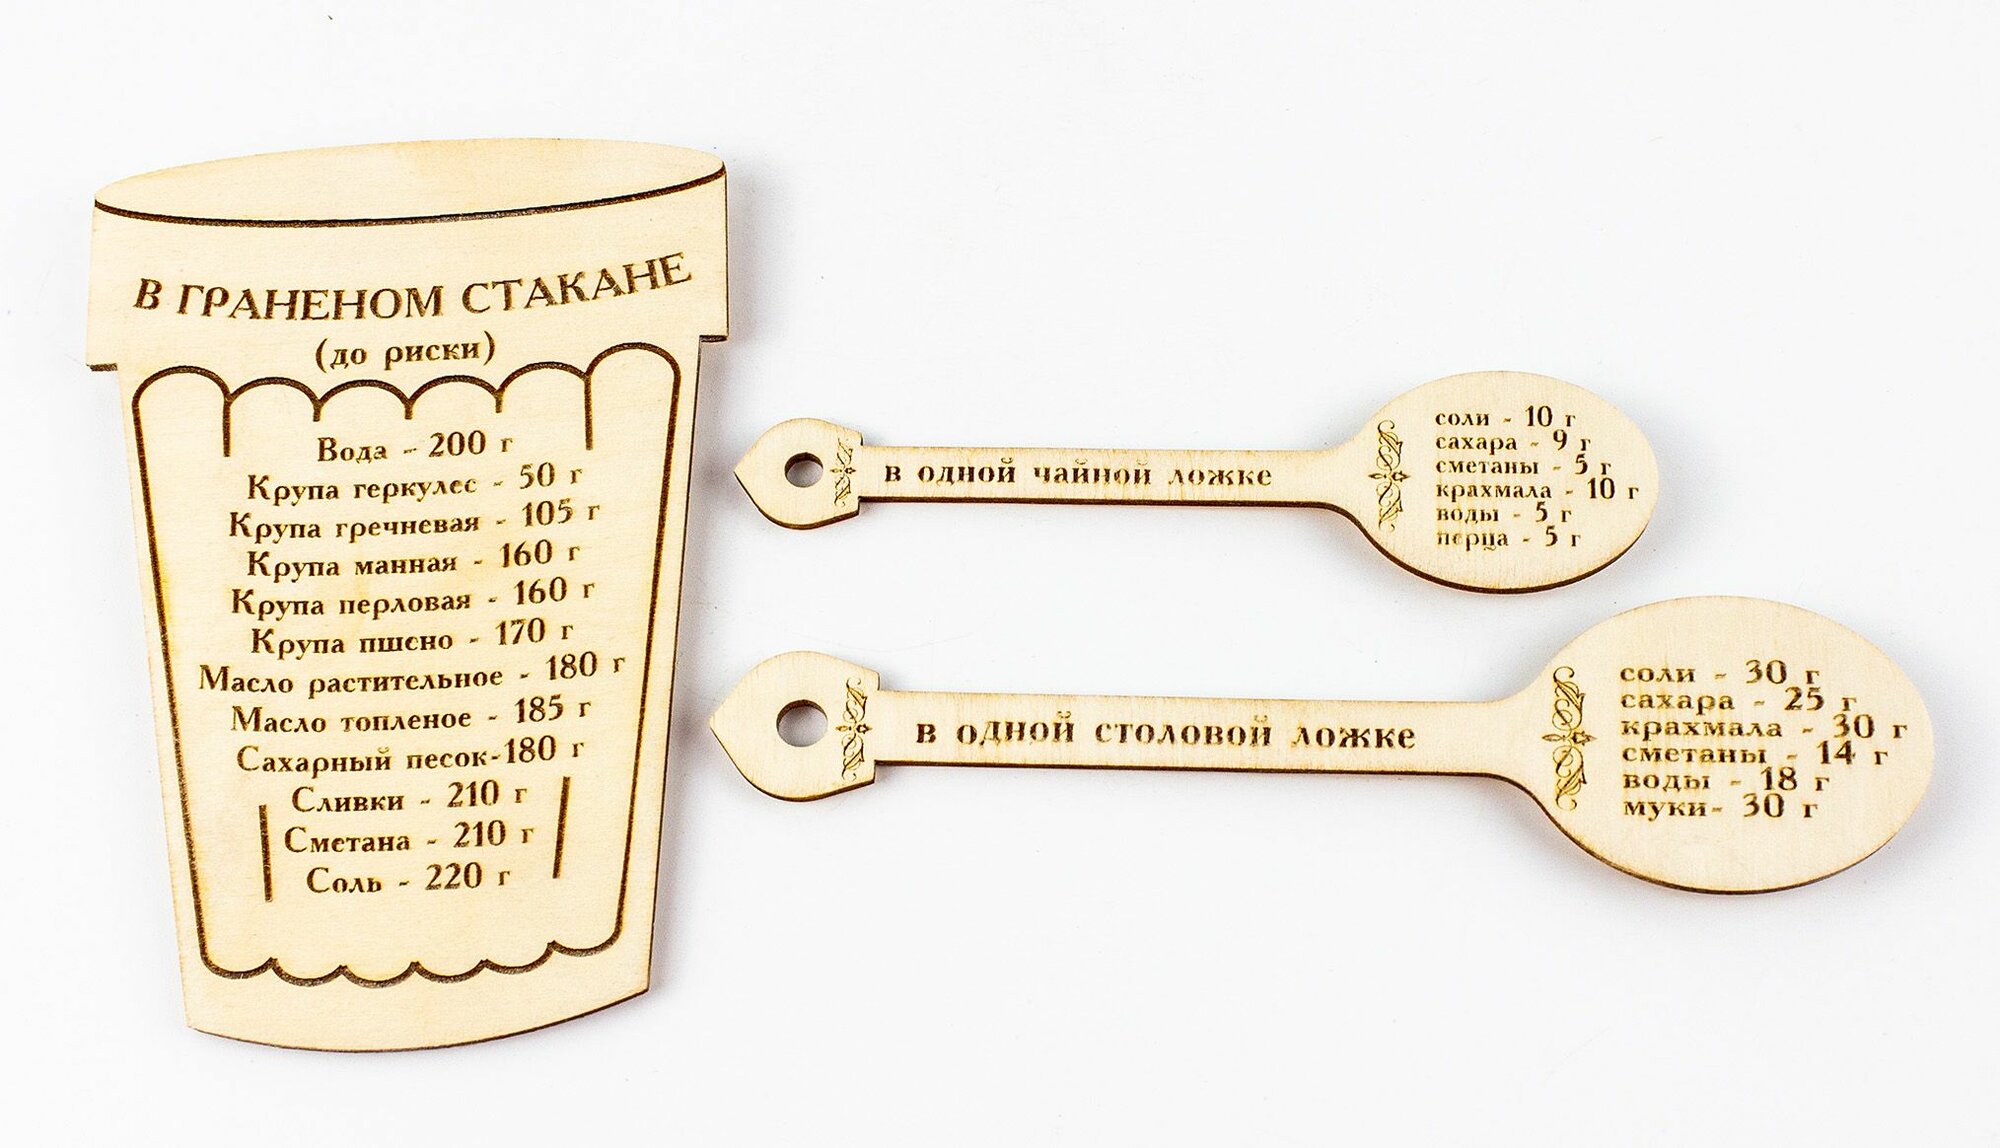 В ГРАНЕНОМ СТАКАНЕ
(до риски)
Вода - 200 г
Крупа геркулес - 50 г
Крупа гречневая - 105 г
Крупа манная - 160 г
Крупа перловая - 160 г
Крупа пшено - 170 г
Масло растительное - 180 г
Масло топленое - 185 г
Сахарный песок-180 г
Сливки - 210 г
Сметана - 210 г
Соль - 220 г
в одной чайной ложке
соли - 10 г
сахара - 9 г
сметаны - 5 г
крахмала - 10 г
воды - 5 г
перца - 5 г
в одной столовой ложке
соли - 30 г
сахара - 25 г
крахмала - 30 г
сметаны - 14 г
воды - 18 г
муки- 30 г